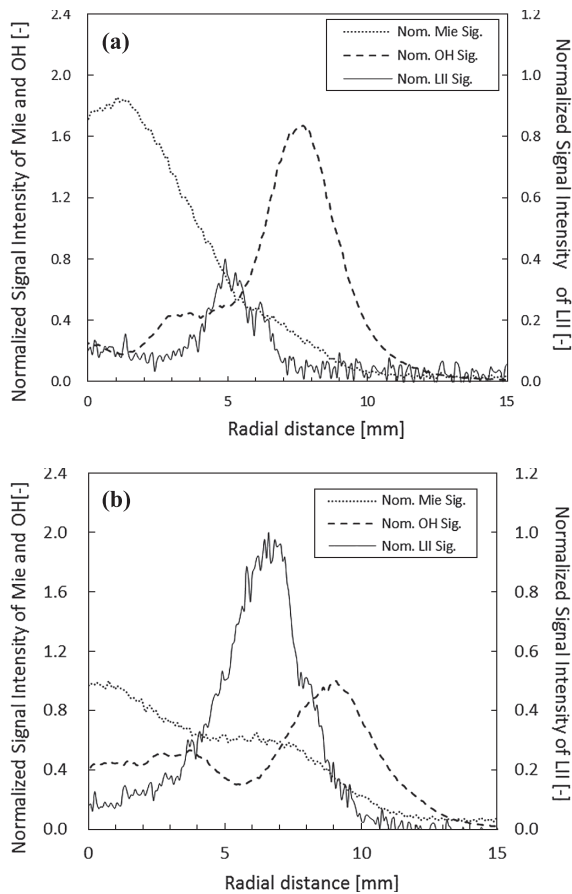 (a)
Nom. Mie Sig.
Nom. OH Sig.
Nom. LII Sig.
Normalized Signal Intensity of Mie and OH [-]
2.4
2.0
1.6
1.2
0.8
0.4
0.0
1.2
1.0
0.8
0.6
0.4
0.2
0.0
Normalized Signal Intensity of LII [-]
0
5
10
15
Radial distance [mm]
(b)
Nom. Mie Sig.
Nom. OH Sig.
Nom. LII Sig.
Normalized Signal Intensity of Mie and OH[-]
2.4
2.0
1.6
1.2
0.8
0.4
0.0
1.2
1.0
0.8
0.6
0.4
0.2
0.0
Normalized Signal Intensity of LII [-]
0
5
10
15
Radial distance [mm]